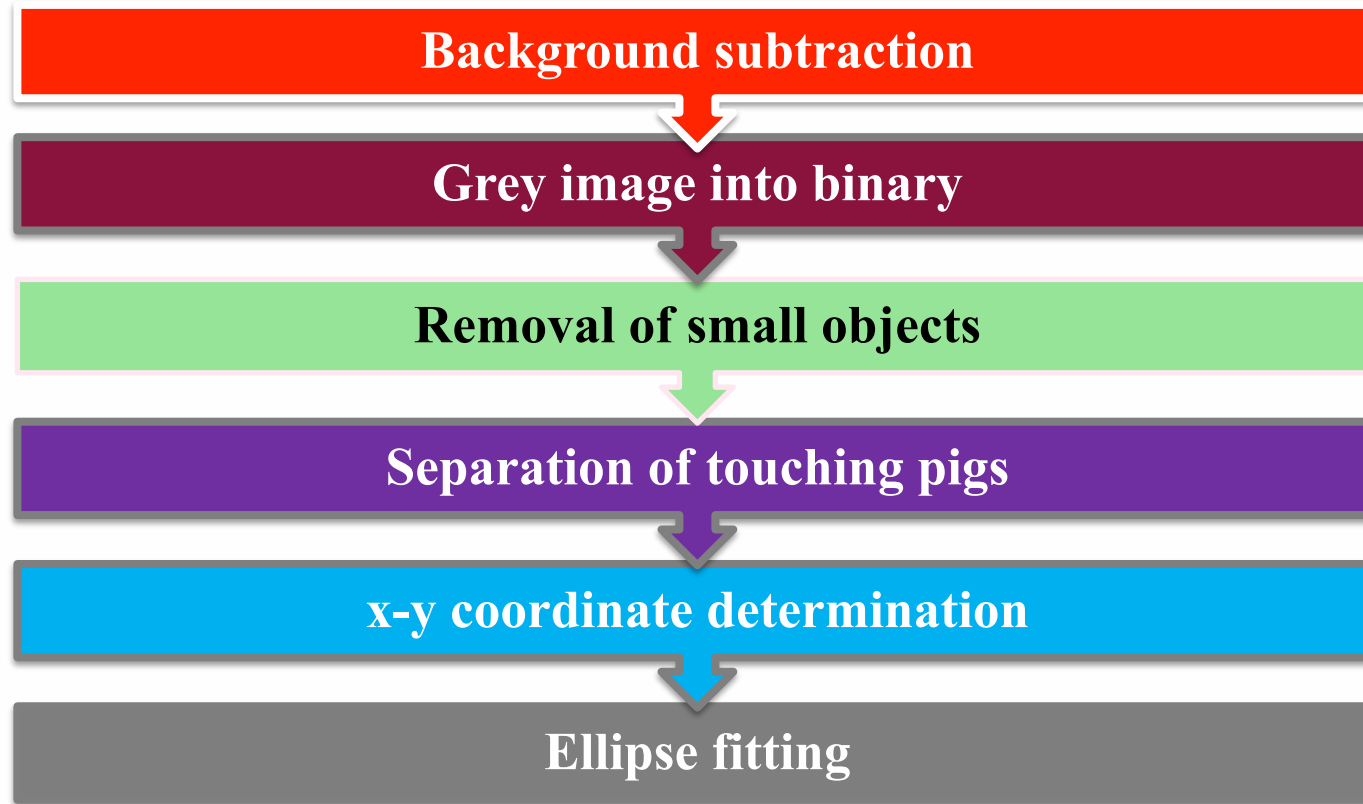 Background subtraction
Grey image into binary
Removal of small objects
Separation of touching pigs
x-y coordinate determination
Ellipse fitting